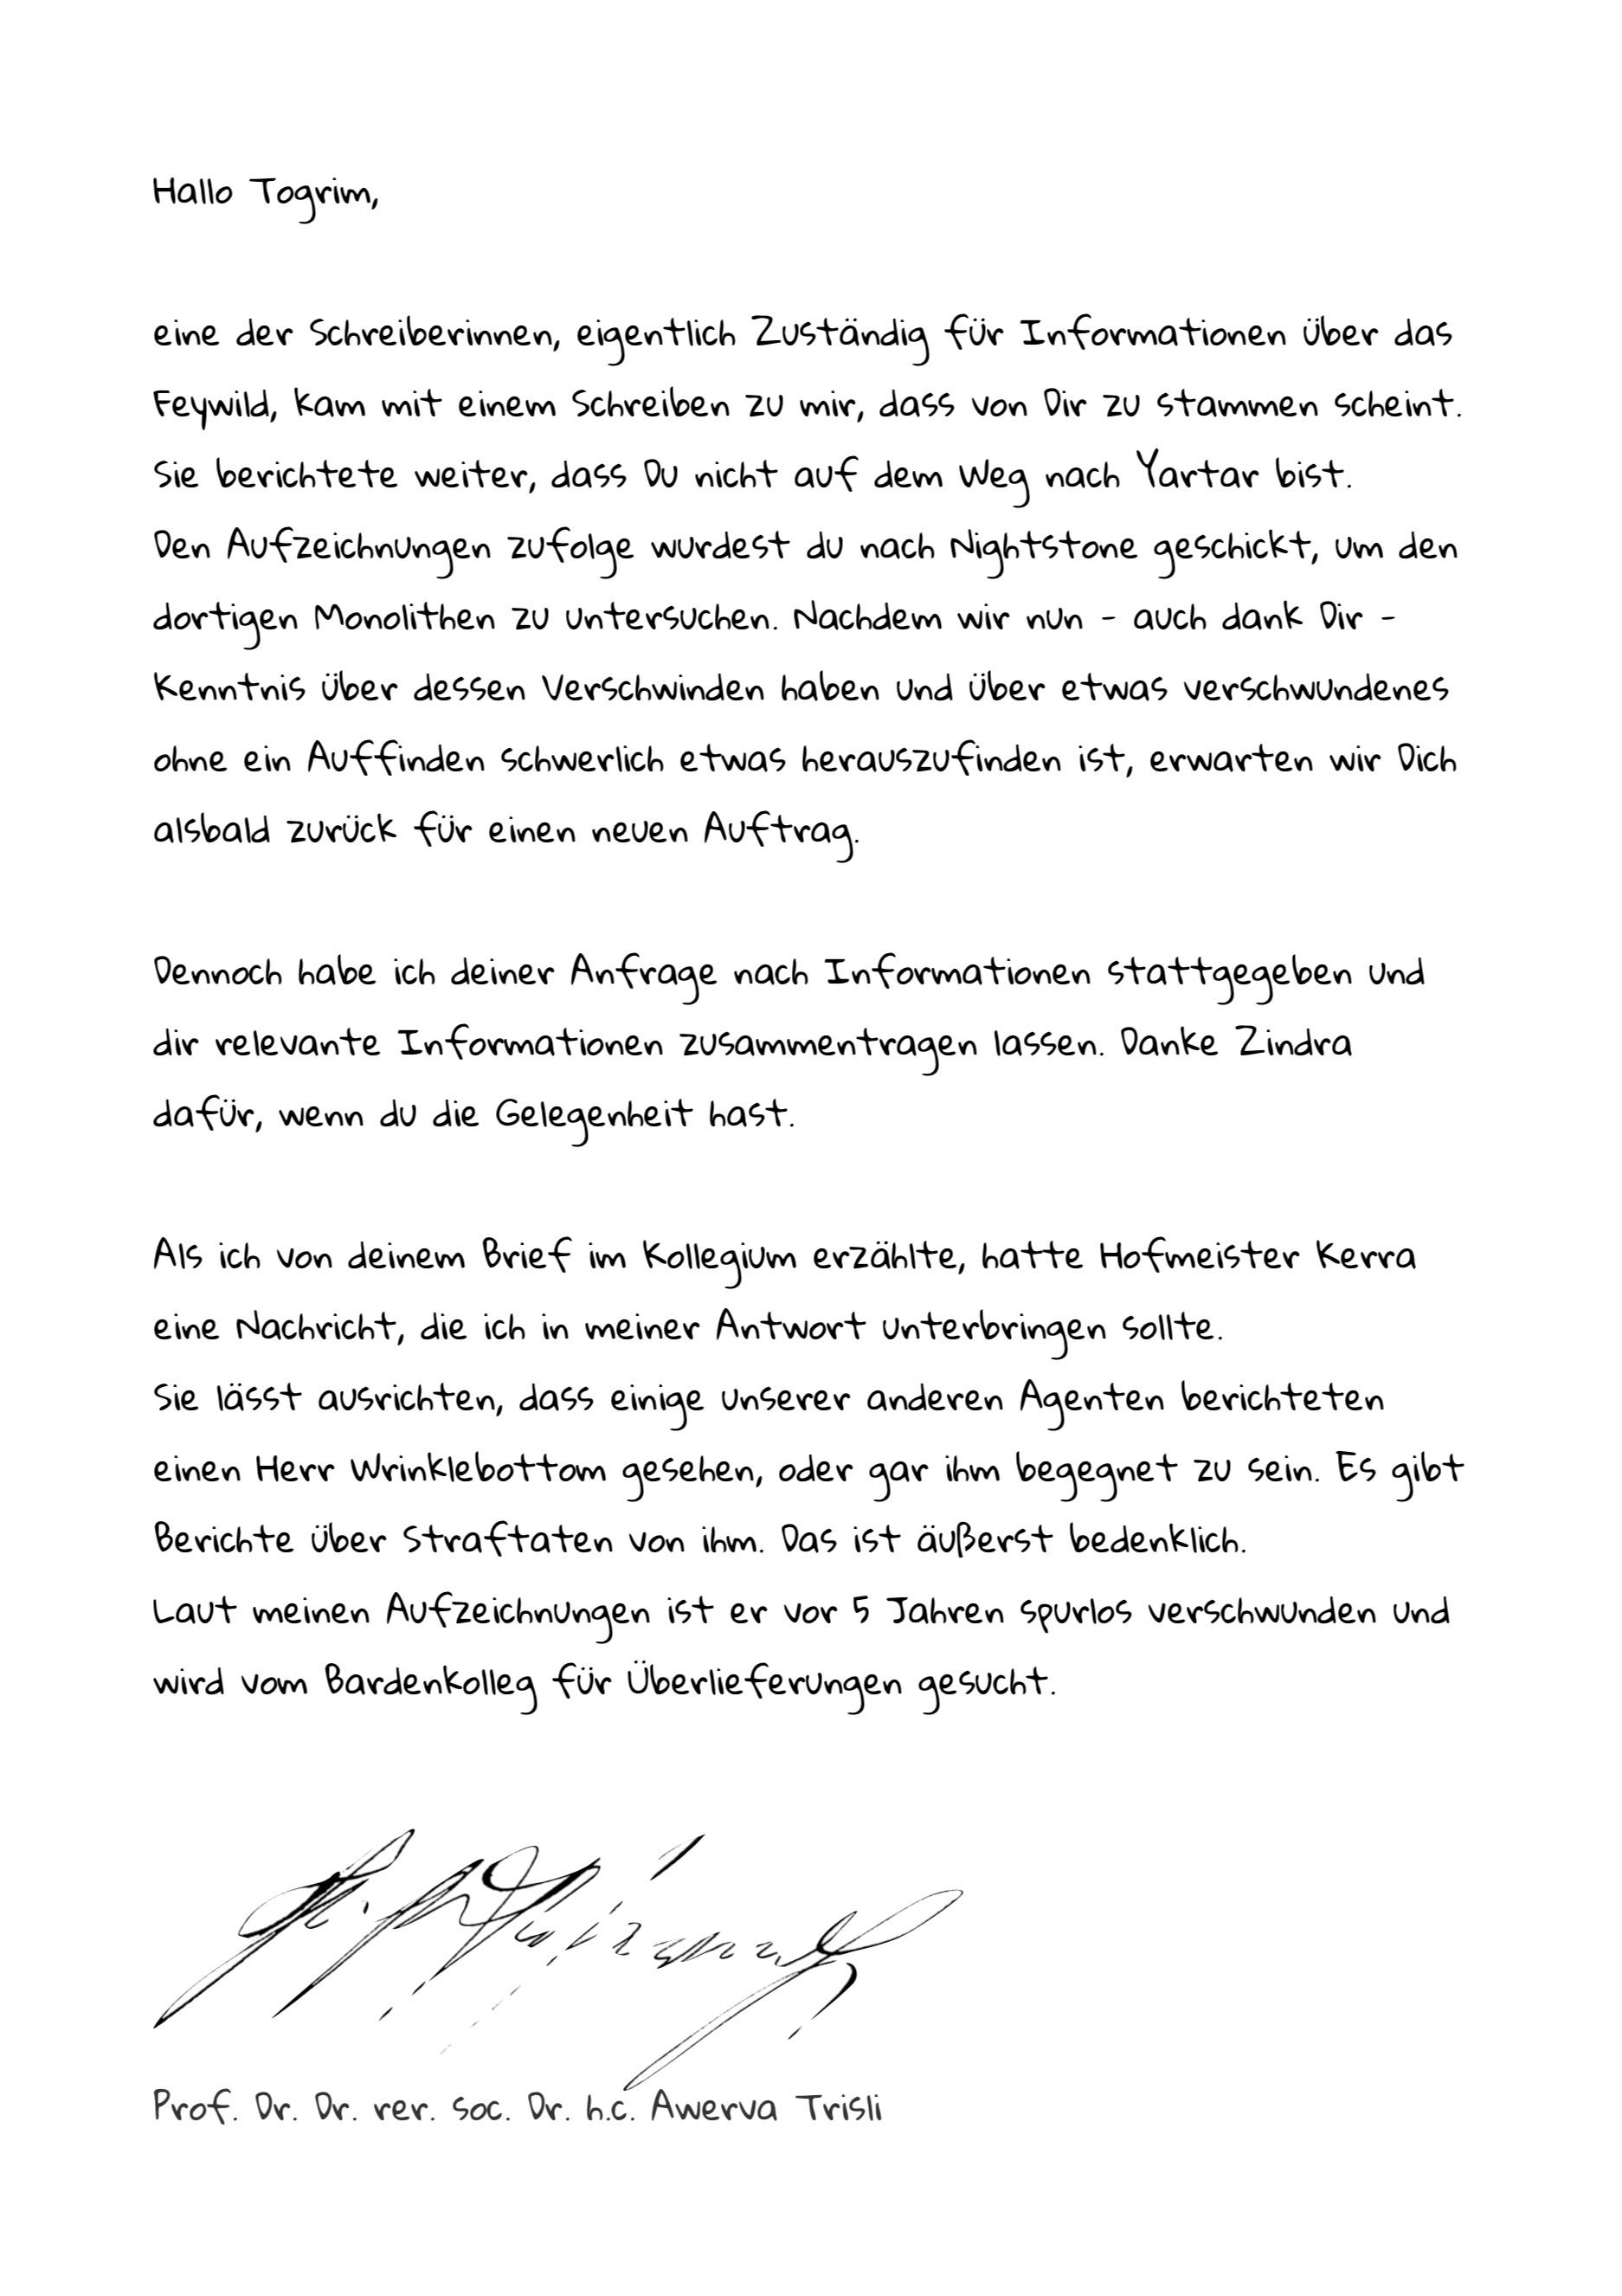 Hallo Togrim,
eine der Schreiberinnen, eigentlich Zuständig für Informationen über das
Feywild, kam mit einem Schreiben zu mir, dass von Dir zu stammen scheint.
Sie berichtete weiter, dass Du nicht auf dem Weg nach Yartar bist.
Den Aufzeichnungen zufolge wurdest du nach Nightstone geschickt, um den
dortigen Monolithen zu untersuchen. Nachdem wir nun - auch dank Dir -
Kenntnis über dessen Verschwinden haben und über etwas verschwundenes
ohne ein Auffinden schwerlich etwas herauszufinden ist, erwarten wir Dich
alsbald zurück für einen neuen Auftrag.
Dennoch habe ich deiner Anfrage nach Informationen stattgegeben und
dir relevante Informationen zusammentragen lassen. Danke Zindra
dafür, wenn du die Gelegenheit hast.
Als ich von deinem Brief im Kollegium erzählte, hatte Hofmeister Kerra
eine Nachricht, die ich in meiner Antwort unterbringen sollte.
Sie lässt ausrichten, dass einige unserer anderen Agenten berichteten
einen Herr Wrinklebottom gesehen, oder gar ihm begegnet zu sein. Es gibt
Berichte über Straftaten von ihm. Das ist äußerst bedenklich.
Laut meinen Aufzeichnungen ist er vor 5 Jahren spurlos verschwunden und
wird vom Bardenkolleg für Überlieferungen gesucht.
Prof. Dr. Dr. rer. soc. Dr. h.c. Awerva Trisli